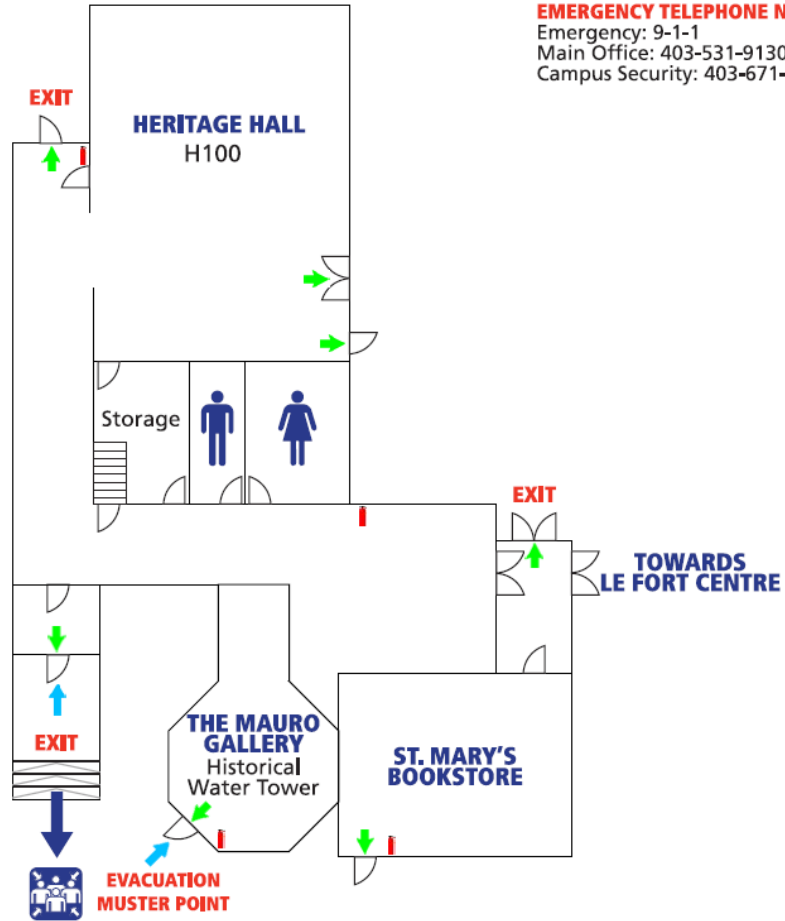 EMERGENCY TELEPHONE
Emergency: 9-1-1
Main Office: 403-531-9130
Campus Security: 403-671-
EXIT
HERITAGE HALL
H100
Storage
EXIT
TOWARDS
LE FORT CENTRE
THE MAURO
GALLERY
Historical
Water Tower
EXIT
ST. MARY'S
BOOKSTORE
EVACUATION
MUSTER POINT